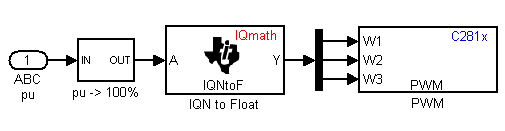 1
ABC
pu
IN OUT
pu -> 100%
IQmath
A Y
IQNtoF
IQN to Float
C281x
W1
W2
W3
PWM
PWM